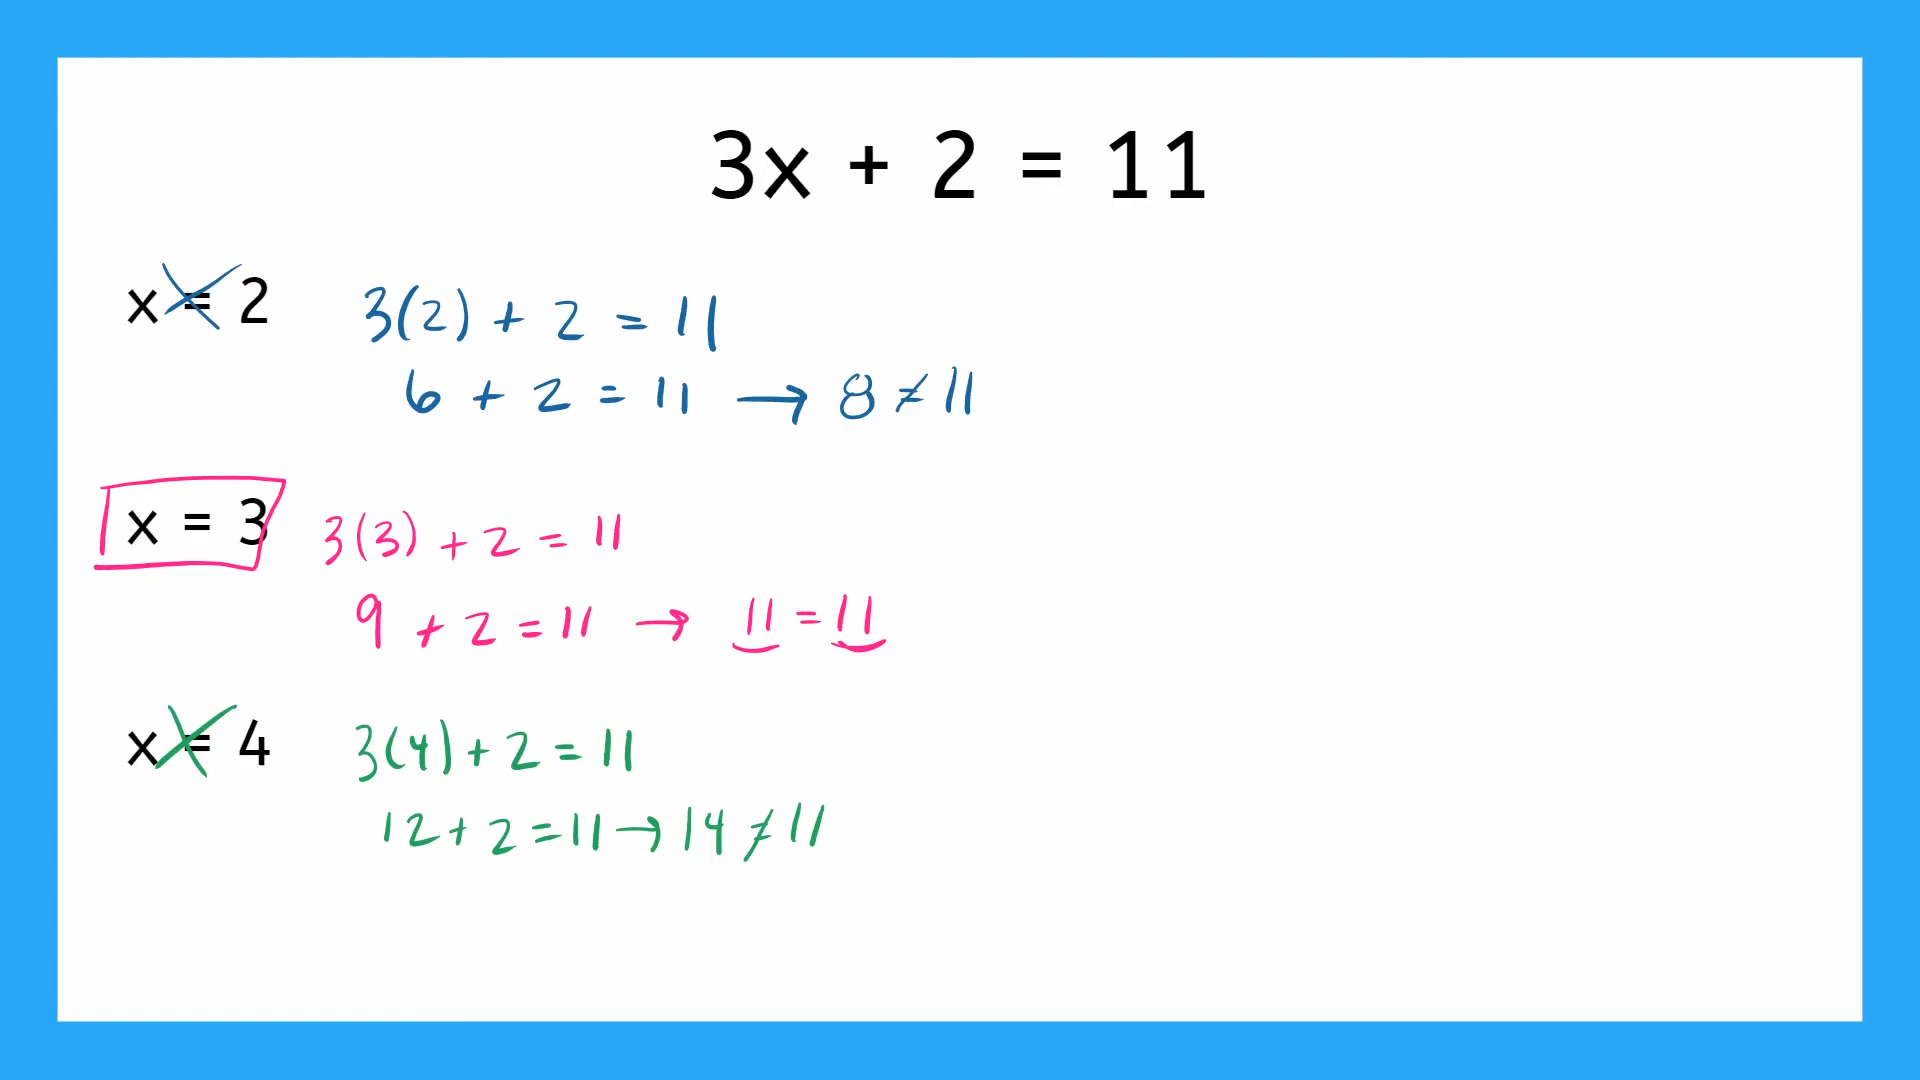 3x + 2 = 11
x = 2
3(2) + 2 = 11
6 + 2 = 11 → 8 ≠ 11
x = 3
3(3) + 2 = 11
9 + 2 = 11 → 11 = 11
x = 4
3(4) + 2 = 11
12 + 2 = 11 → 14 ≠ 11